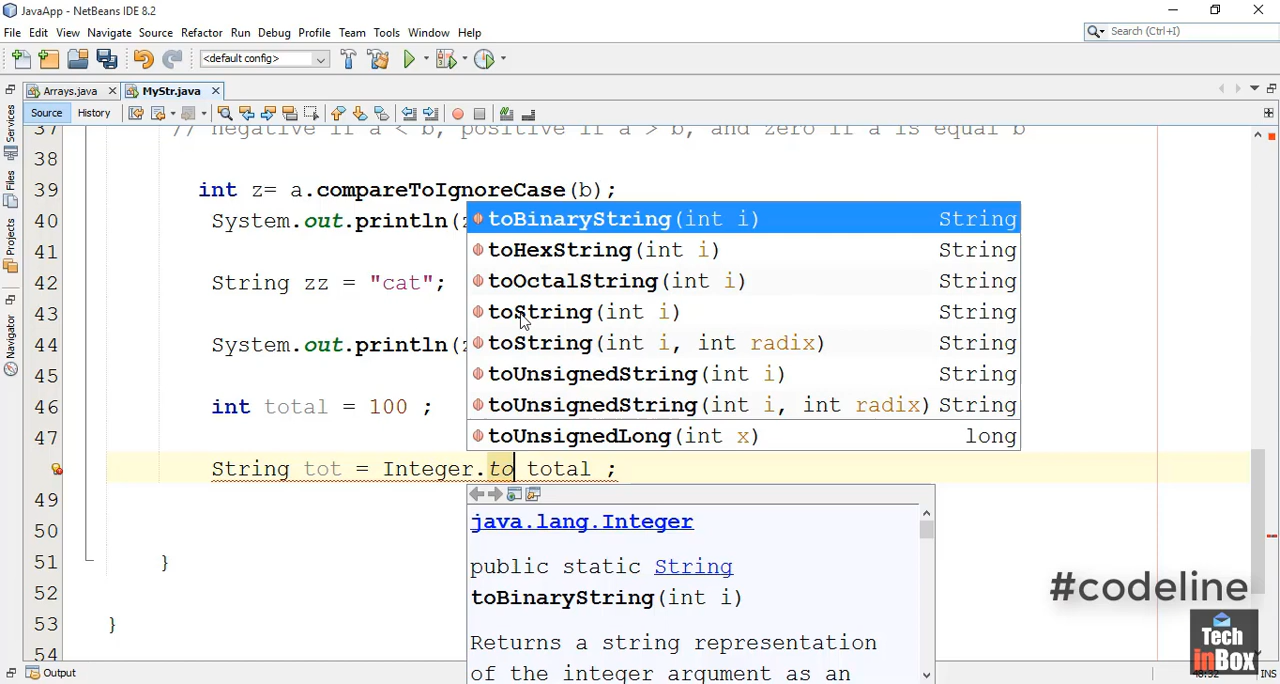 JavaApp - NetBeans IDE 8.2
File Edit View Navigate Source Refactor Run Debug Profile Team Tools Window Help
Search (Ctrl+I)
<default config>
Arrays.java MyStr.java
Source History
Services
Files
Projects
Navigator
37 // negative if a < b, positive if a > b, and zero if a is equal b
38
39 int z= a.compareToIgnoreCase(b);
40 System.out.println(
41
42 String zz = "cat";
43
44 System.out.println(
45
46 int total = 100 ;
47
String tot = Integer.to total ;
49
50
51 }
52
53 }
54
toBinaryString(int i) String
toHexString(int i) String
toOctalString(int i) String
toString(int i) String
toString(int i, int radix) String
toUnsignedString(int i) String
toUnsignedString(int i, int radix) String
toUnsignedLong(int x) long
java.lang.Integer
public static String
toBinaryString(int i)
Returns a string representation
of the integer argument as an
#codeline
Tech
inBox
Output
INS